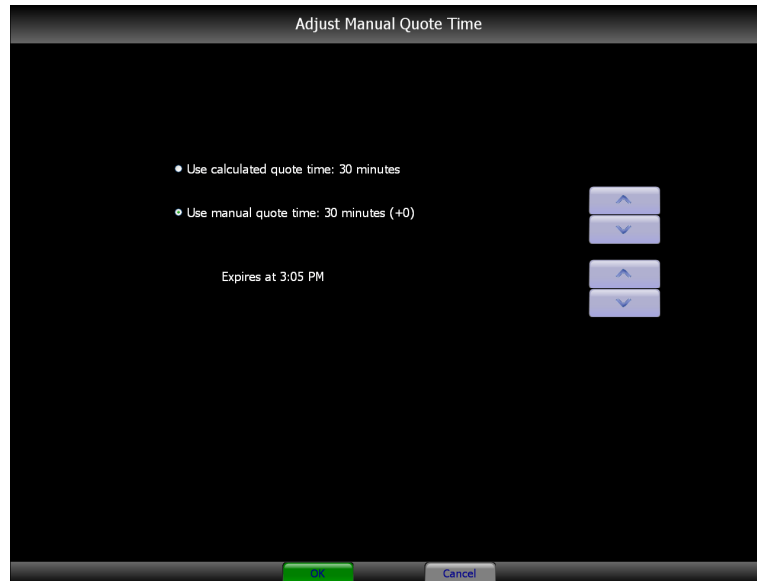 Adjust Manual Quote Time
Use calculated quote time: 30 minutes
Use manual quote time: 30 minutes (+0)
Expires at 3:05 PM
OK
Cancel